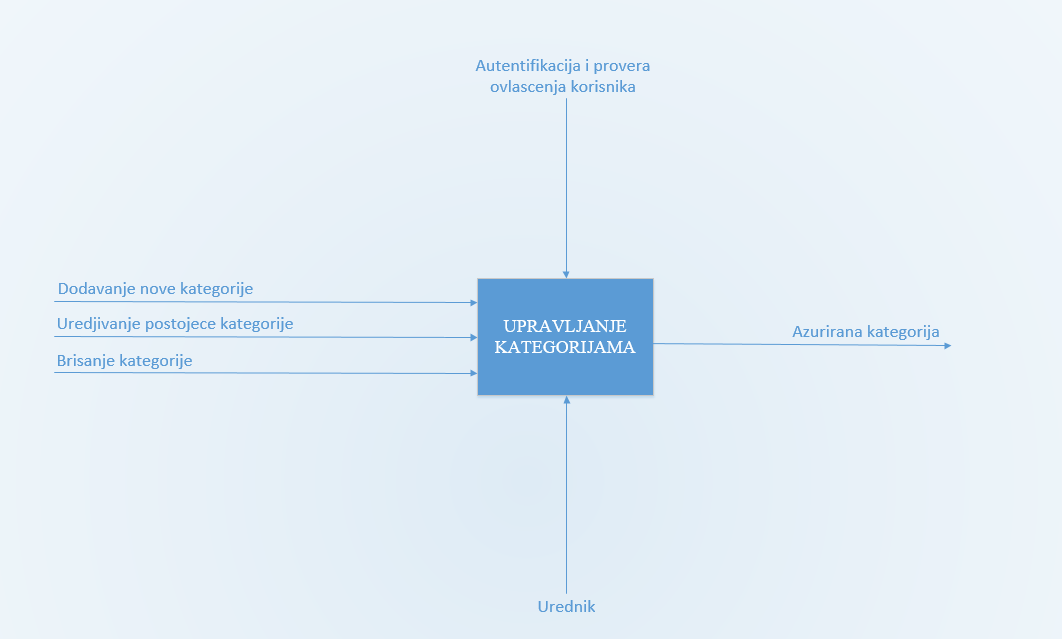 Autentifikacija i provera
ovlascenja korisnika
Dodavanje nove kategorije
Uredjivanje postojece kategorije
Brisanje kategorije
UPRAVLJANJE
KATEGORIJAMA
Azurirana kategorija
Urednik